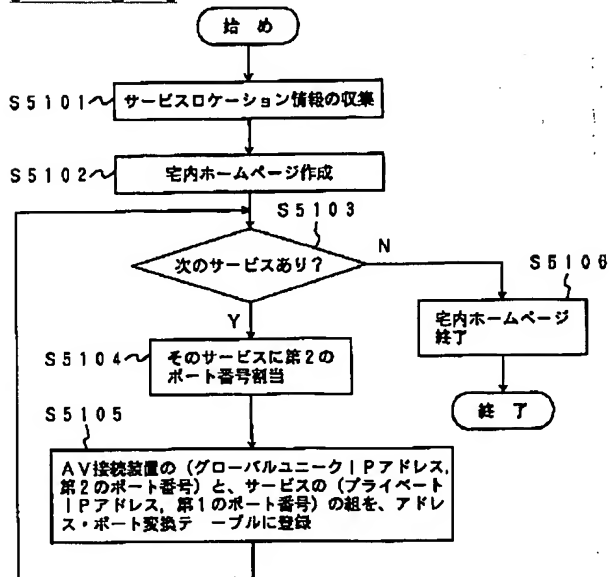 始 め
S5101
サービスロケーション情報の収集
S5102
宅内ホームページ作成
S5103
次のサービスあり?
N
S5106
Y
宅内ホームページ
終了
S5104
そのサービスに第2の
ポート番号割当
終 了
S5105
AV接続装置の(グローバルユニークIPアドレス,
第2のポート番号)と、サービスの(プライベート
IPアドレス, 第1のポート番号)の組を、アドレ
ス・ポート変換テ ーブルに登録